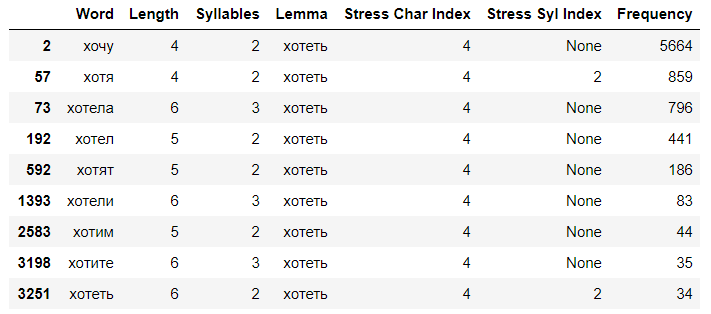 Word Length Syllables Lemma Stress Char Index Stress Syl Index Frequency
2 хочу 4 2 хотеть 4 None 5664
57 хотя 4 2 хотеть 4 2 859
73 хотела 6 3 хотеть 4 None 796
192 хотел 5 2 хотеть 4 None 441
592 хотят 5 2 хотеть 4 None 186
1393 хотели 6 3 хотеть 4 None 83
2583 хотим 5 2 хотеть 4 None 44
3198 хотите 6 3 хотеть 4 None 35
3251 хотеть 6 2 хотеть 4 2 34